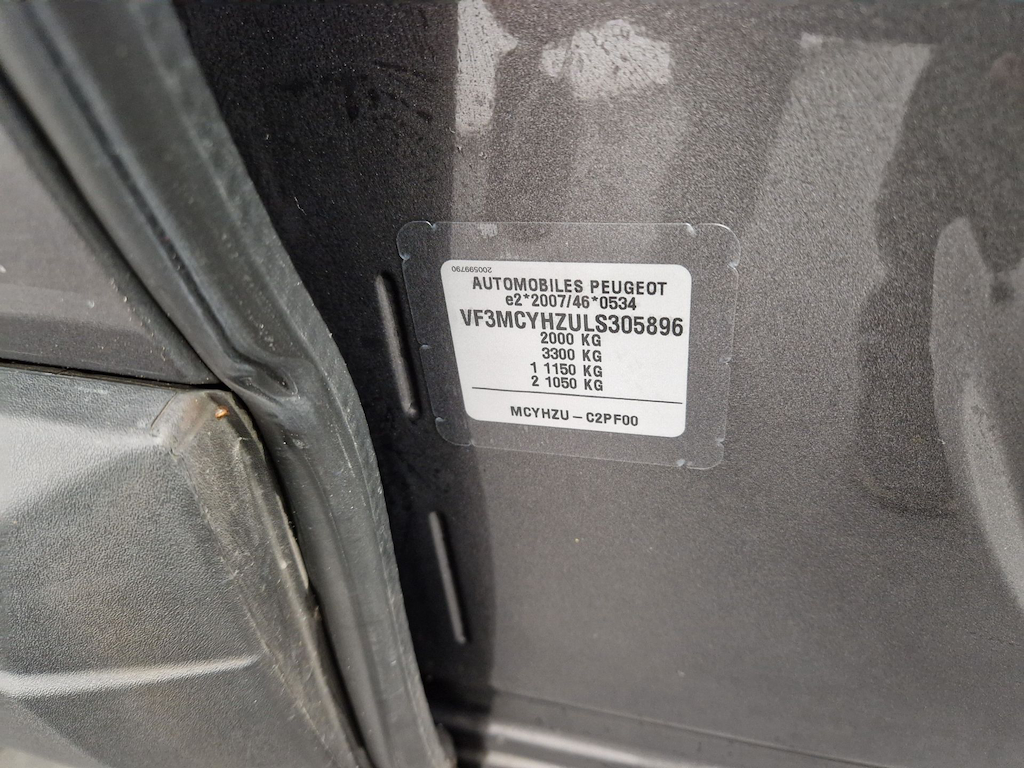 200599790
AUTOMOBILES PEUGEOT
e2*2007/46*0534
VF3MCYHZULS305896
2000 KG
3300 KG
1 1150 KG
2 1050 KG
MCYHZU - C2PF00